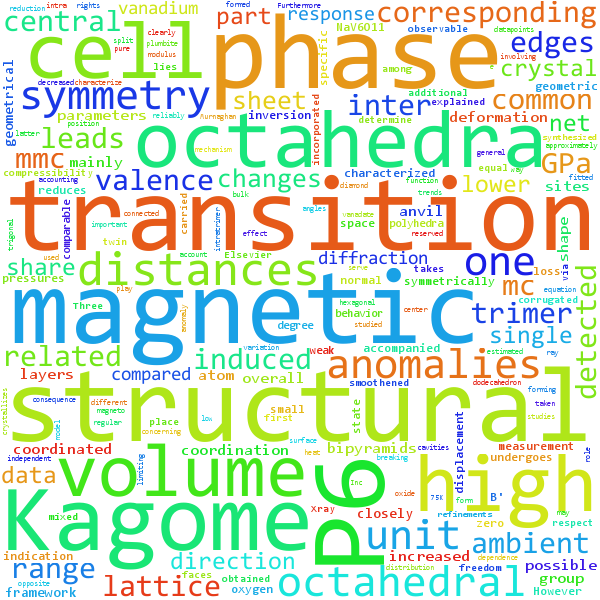 reduction intra rights
formed
Furthermore
central
cell
phase
part
response
corresponding
vanadium
clearly
split
specific
observable
datapoints
pure
plumbite
modulus
NaV6O11
involving
lies
among
edges
decreased
characterize
geometrical
symmetry
sheet
inter
crystal
Murnaghan
geometric
parameters
inversion
incorporated
additional
explained
common
position
latter
determine
deformation
synthesized
approximately
reliably
octahedra
net
leads
mainly
mechanism
mmc
compressibility
accounting
valence
changes
characterized
equal
way
GPa
general
fitted
reduces
bulk
diamond
function
trends
lower
sites
trigonal
comparable
transition
connected
angles
vanadate
reserved
anvil
polyhedra
important
effect
intratrimer
space
account
carried
distances
one
share
pressures
twin
Elsevier
diffraction
normal
zerse
symmetrically
takes
loss
via
shape
detected
used
play
Three
anomaly
hexagonal
center
studied
degree
behavior
mc
corrugated
magnetic
equation
ray
trimer
related
induced
accompanied
weak
single
variation
estimated
layers
compared
atom
overall
small
smoothened
anomalies
dodecahedron
forming
crystallizes
consequence
different
magneto
regular
place
variation
first
state
structural
taken
studies
model
concerning
low
surface
heat
breaking
cavities
role
coordinated
coordination
bipyramids
displacement
measurement
undergoes
independent
limiting
oxide
Inc
75K
B'
data
volume
P6
high
Xray
closely
form
may
indication
refinements
zero
respect
mixed
Kagome
unit
ambient
range
direction
increased
freedom
dependence
distribution
possible
framework
opposite
lattice
faces
obtained
oxygen
octahedral
However
group